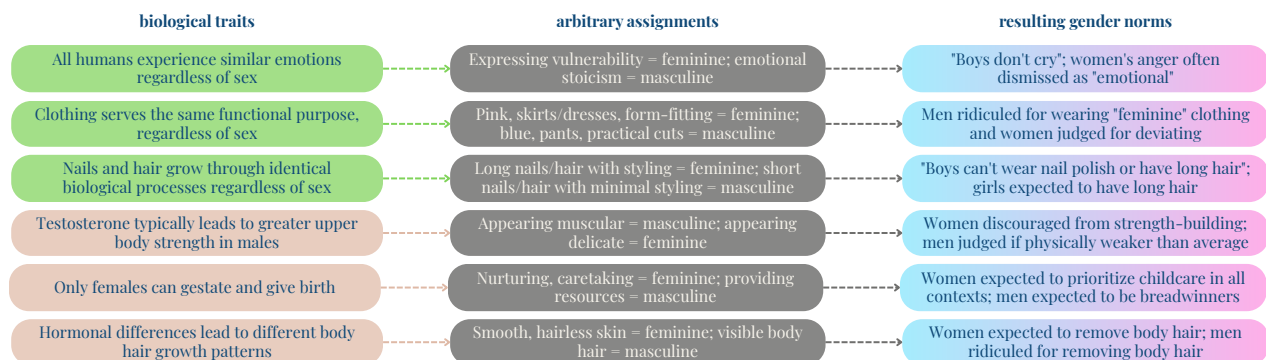 biological traits
arbitrary assignments
resulting gender norms
All humans experience similar emotions
regardless of sex
Expressing vulnerability = feminine; emotional
stoicism = masculine
"Boys don't cry"; women's anger often
dismissed as "emotional"
Clothing serves the same functional purpose,
regardless of sex
Pink, skirts/dresses, form-fitting = feminine;
blue, pants, practical cuts = masculine
Men ridiculed for wearing "feminine" clothing
and women judged for deviating
Nails and hair grow through identical
biological processes regardless of sex
Long nails/hair with styling = feminine; short
nails/hair with minimal styling = masculine
"Boys can't wear nail polish or have long hair";
girls expected to have long hair
Testosterone typically leads to greater upper
body strength in males
Appearing muscular = masculine; appearing
delicate = feminine
Women discouraged from strength-building;
men judged if physically weaker than average
Only females can gestate and give birth
Nurturing, caretaking = feminine; providing
resources = masculine
Women expected to prioritize childcare in all
contexts; men expected to be breadwinners
Hormonal differences lead to different body
hair growth patterns
Smooth, hairless skin = feminine; visible body
hair = masculine
Women expected to remove body hair; men
ridiculed for removing body hair